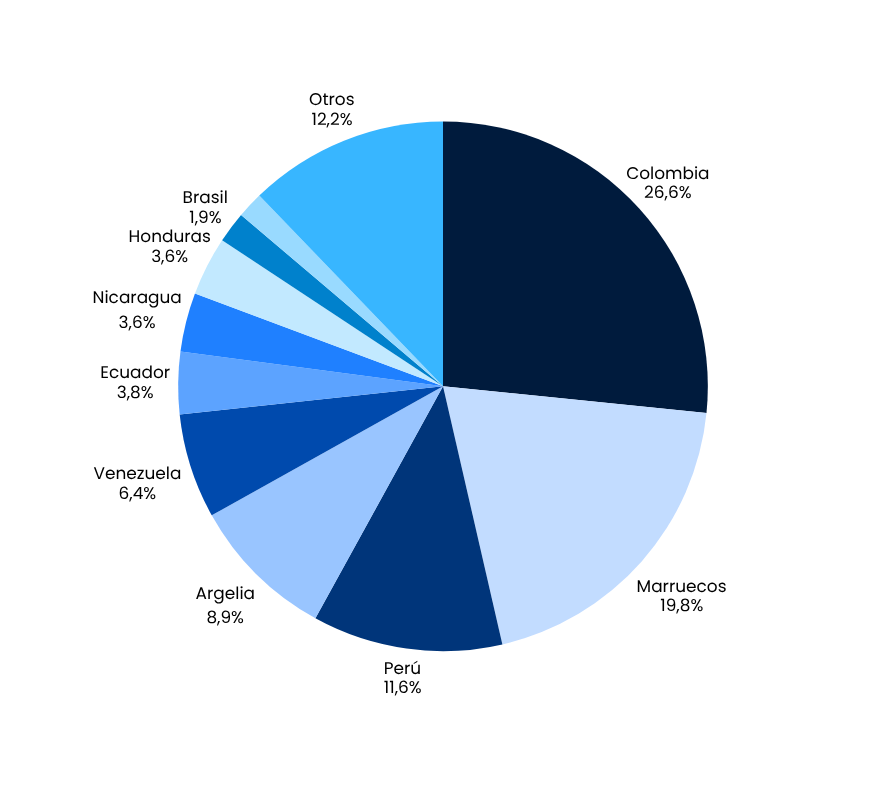 Otros
12,2%
Colombia
26,6%
Brasil
1,9%
Honduras
3,6%
Nicaragua
3,6%
Ecuador
3,8%
Venezuela
6,4%
Argelia
8,9%
Marruecos
19,8%
Perú
11,6%